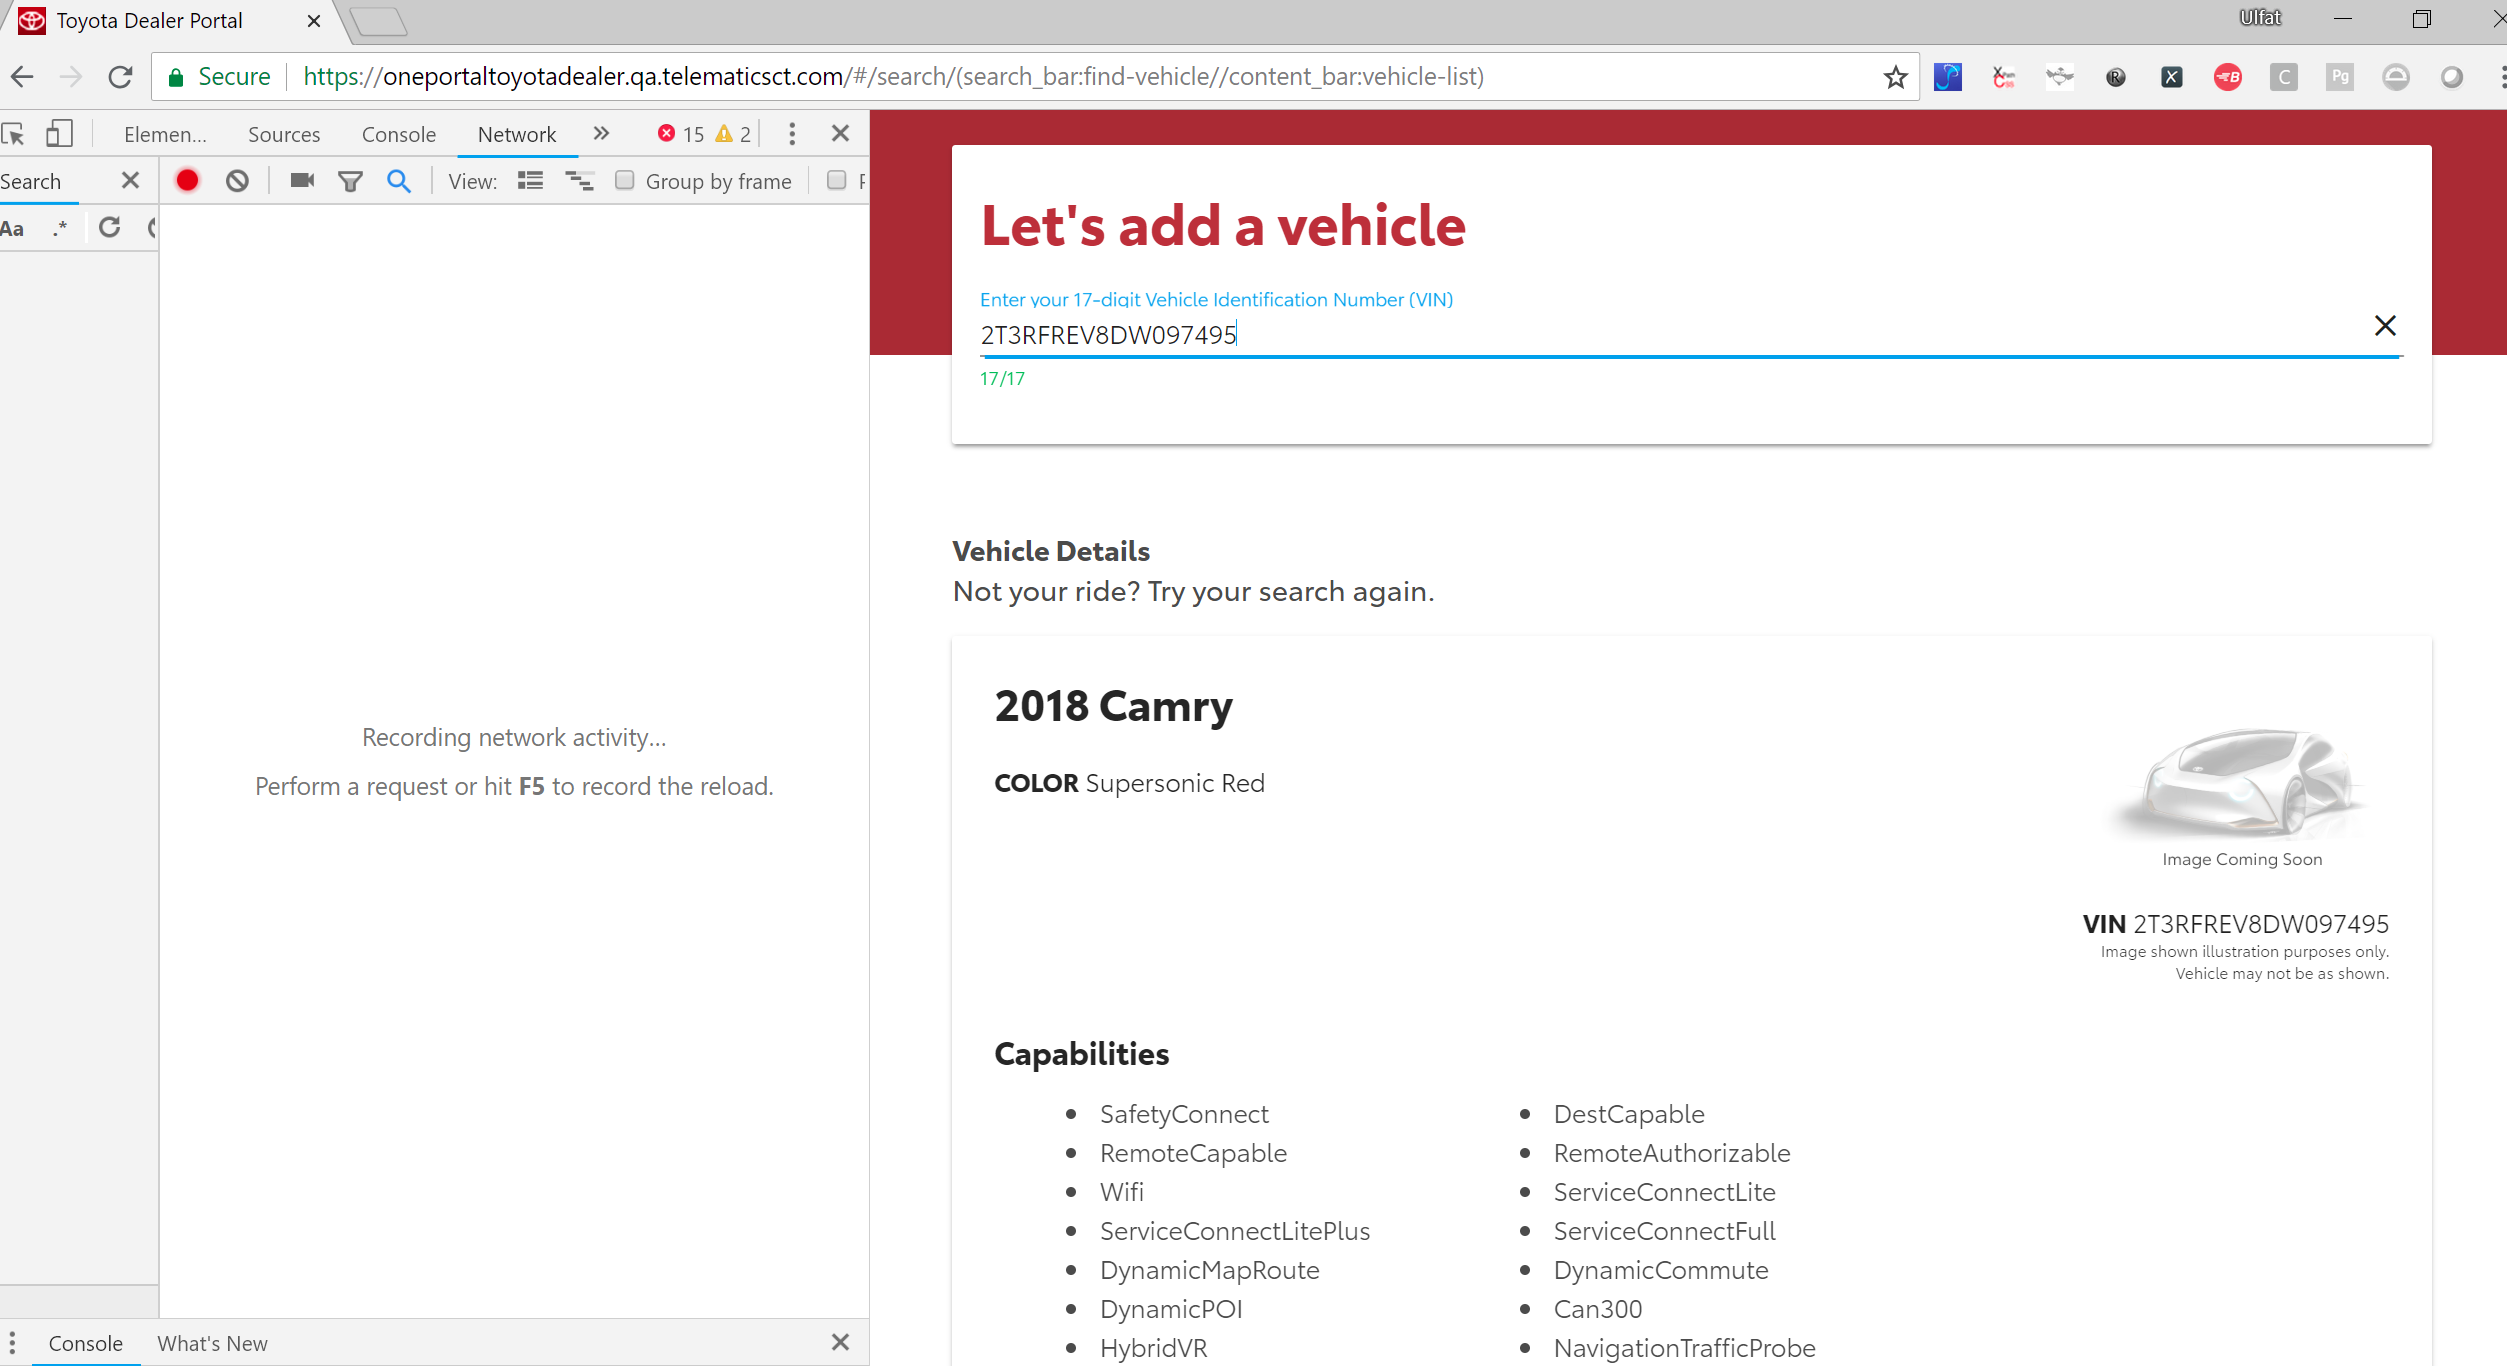 Toyota Dealer Portal
Ulfat
Secure
https://oneportaltoyotadealer.qa.telematicsct.com/#/search/(search_bar:find-vehicle//content_bar:vehicle-list)
Elemen...
Sources
Console
Network
15
2
Search
View:
Group by frame
Aa
.*
Recording network activity...
Perform a request or hit F5 to record the reload.
Console
What's New
Let's add a vehicle
Enter your 17-digit Vehicle Identification Number (VIN)
2T3RFREV8DW097495
17/17
Vehicle Details
Not your ride? Try your search again.
2018 Camry
COLOR Supersonic Red
Image Coming Soon
VIN 2T3RFREV8DW097495
Image shown illustration purposes only.
Vehicle may not be as shown.
Capabilities
SafetyConnect
RemoteCapable
Wifi
ServiceConnectLitePlus
DynamicMapRoute
DynamicPOI
HybridVR
DestCapable
RemoteAuthorizable
ServiceConnectLite
ServiceConnectFull
DynamicCommute
Can300
NavigationTrafficProbe